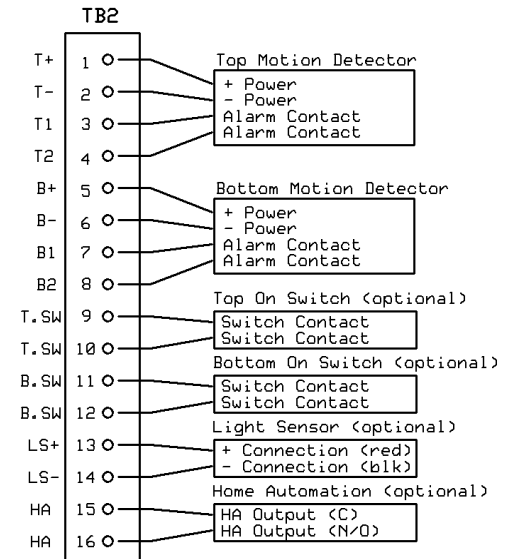 TB2
T+ 1
T- 2
T1 3
T2 4
B+ 5
B- 6
B1 7
B2 8
T.SW 9
T.SW 10
B.SW 11
B.SW 12
LS+ 13
LS- 14
HA 15
HA 16
Top Motion Detector
+ Power
- Power
Alarm Contact
Alarm Contact
Bottom Motion Detector
+ Power
- Power
Alarm Contact
Alarm Contact
Top On Switch (optional)
Switch Contact
Switch Contact
Bottom On Switch (optional)
Switch Contact
Switch Contact
Light Sensor (optional)
+ Connection (red)
- Connection (blk)
Home Automation (optional)
HA Output (C)
HA Output (N/O)